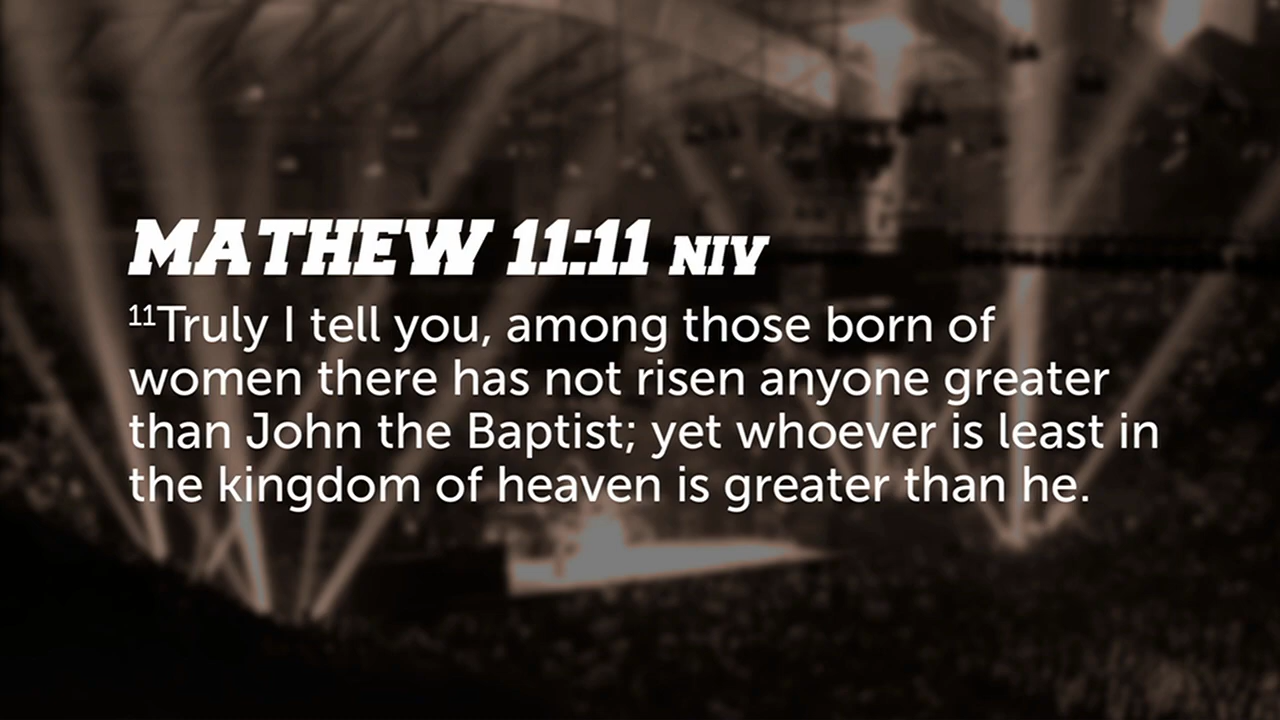 MATHEW 11:11 NIV
11Truly I tell you, among those born of
women there has not risen anyone greater
than John the Baptist; yet whoever is least in
the kingdom of heaven is greater than he.